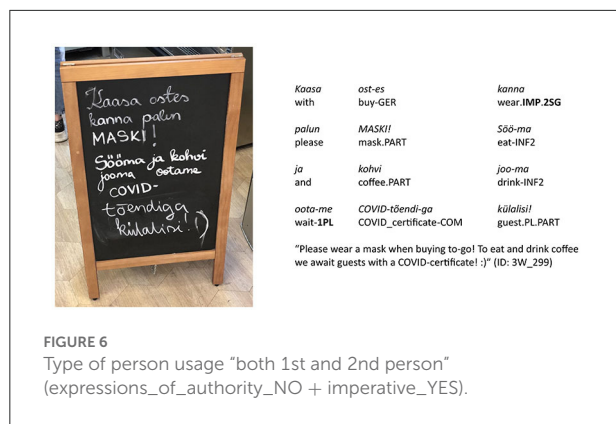 Kaasa ostes
kanna palun
MASKI!
Sööma ja kohvi
jooma ootame
COVID-
tõendiga
külalisi! :)
Kaasa ost-es kanna
with buy-GER wear.IMP.2SG
palun MASKI! Söö-ma
please mask.PART eat-INF2
ja kohvi joo-ma
and coffee.PART drink-INF2
oota-me COVID-tõendi-ga külalisi!
wait-1PL COVID_certificate-COM guest.PL.PART
"Please wear a mask when buying to-go! To eat and drink coffee
we await guests with a COVID-certificate! :)" (ID: 3W_299)
FIGURE 6
Type of person usage "both 1st and 2nd person"
(expressions_of_authority_NO + imperative_YES).